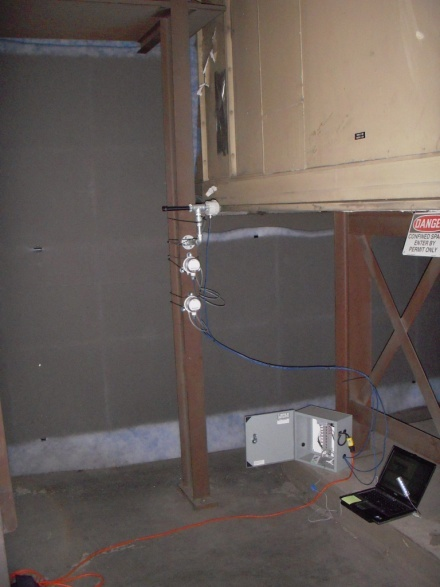 DANGER
CONFINED SPACE
ENTER BY
PERMIT ONLY